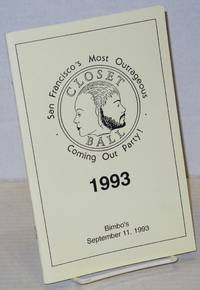 San Francisco's Most Outrageous
CLOSET
BALL
Coming Out Party!
1993
Bimbo's
September 11, 1993